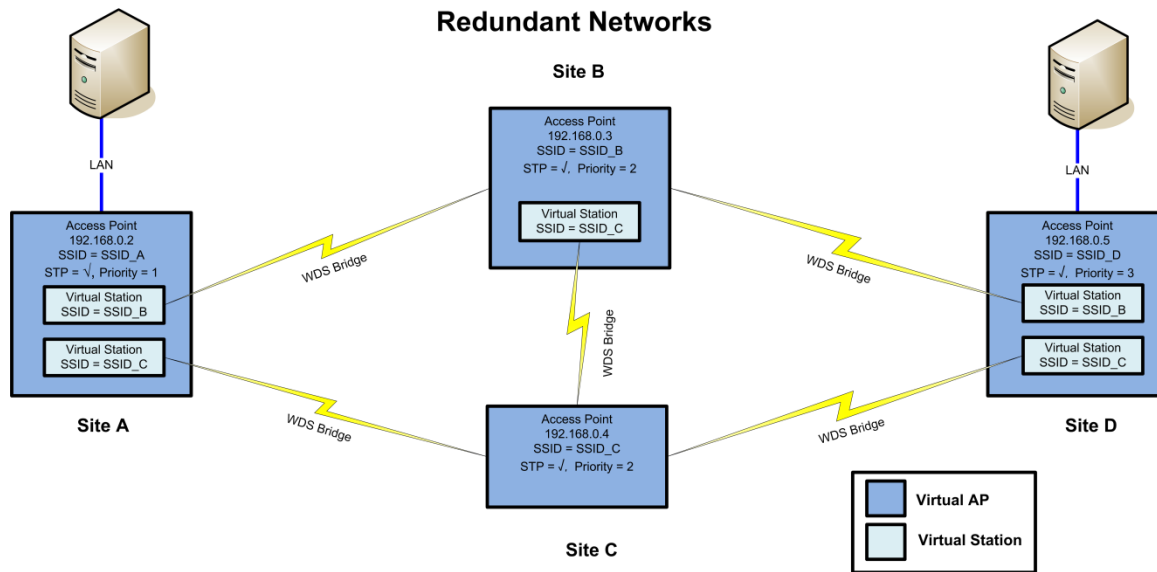 Redundant Networks
Site B
Access Point
192.168.0.3
SSID = SSID_B
STP = √, Priority = 2
Virtual Station
SSID = SSID_C
LAN
LAN
Access Point
192.168.0.2
SSID = SSID_A
STP = √, Priority = 1
Virtual Station
SSID = SSID_B
Virtual Station
SSID = SSID_C
Site A
WDS Bridge
WDS Bridge
WDS Bridge
WDS Bridge
WDS Bridge
Access Point
192.168.0.5
SSID = SSID_D
STP = √, Priority = 3
Virtual Station
SSID = SSID_B
Virtual Station
SSID = SSID_C
Site D
Access Point
192.168.0.4
SSID = SSID_C
STP = √, Priority = 2
Site C
Virtual AP
Virtual Station